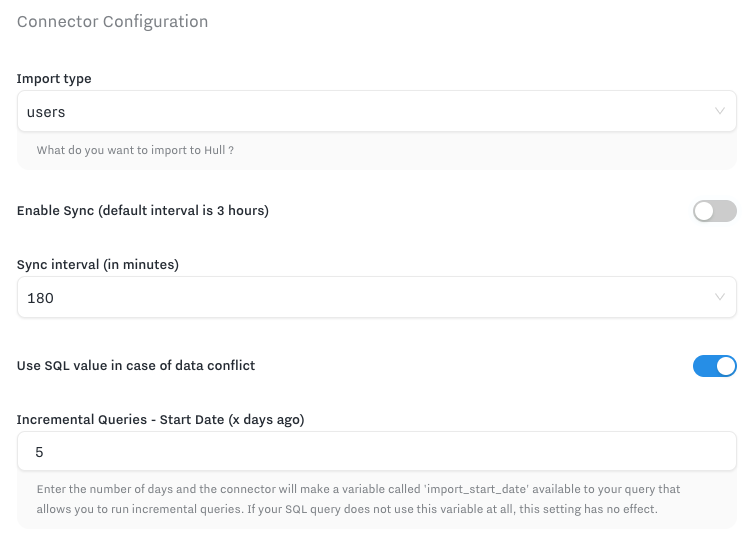 Connector Configuration
Import type
users
What do you want to import to Hull ?
Enable Sync (default interval is 3 hours)
Sync interval (in minutes)
180
Use SQL value in case of data conflict
Incremental Queries - Start Date (x days ago)
5
Enter the number of days and the connector will make a variable called 'import_start_date' available to your query that
allows you to run incremental queries. If your SQL query does not use this variable at all, this setting has no effect.